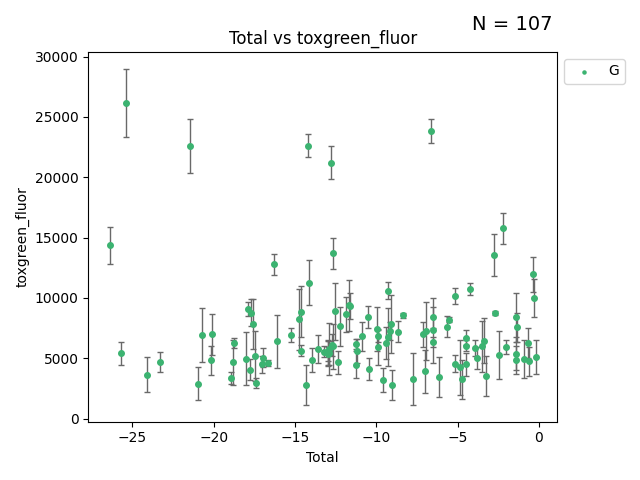 N = 107
Total vs toxgreen_fluor
G
30000
25000
20000
15000
10000
5000
0
toxgreen_fluor
−25 −20 −15 −10 −5 0
Total